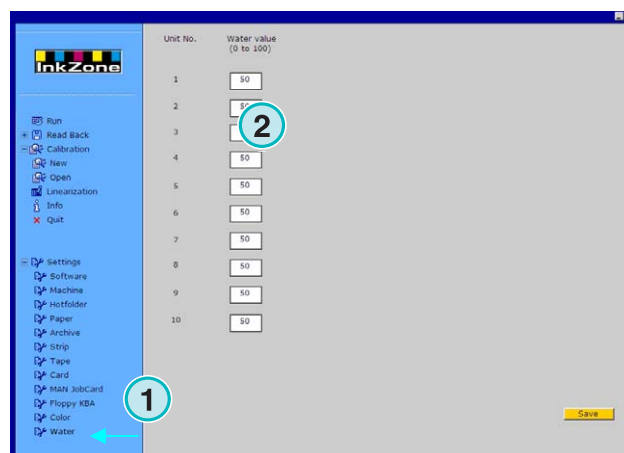 InkZone
Run
Read Back
Calibration
New
Open
Linearization
Info
Quit
Settings
Software
Machine
Hotfolder
Paper
Archive
Strip
Tape
Card
MAN JobCard
Floppy KBA
Color
Water
1
Unit No. Water value
(0 to 100)
1 50
2
3
2
4 50
5 50
6 50
7 50
8 50
9 50
10 50
Save